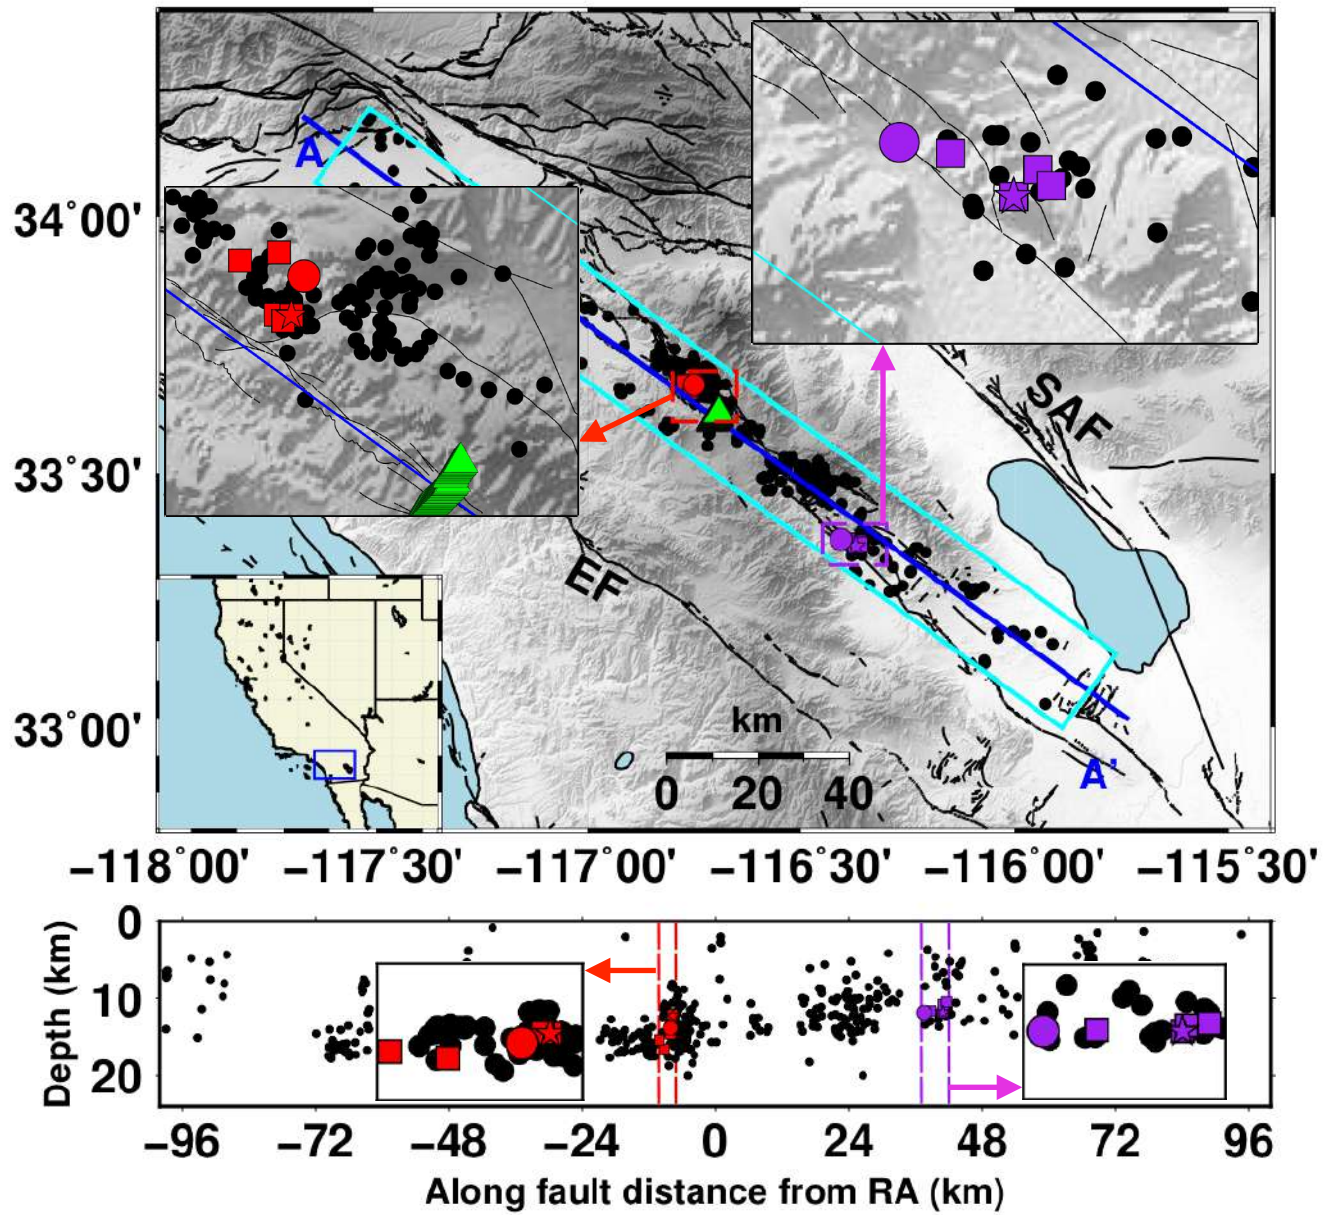 A
34˚00'
33˚30'
33˚00'
SAF
EF
km
0 20 40
A'
−118˚00' −117˚30' −117˚00' −116˚30' −116˚00' −115˚30'
Depth (km)
0
10
20
−96 −72 −48 −24 0 24 48 72 96
Along fault distance from RA (km)